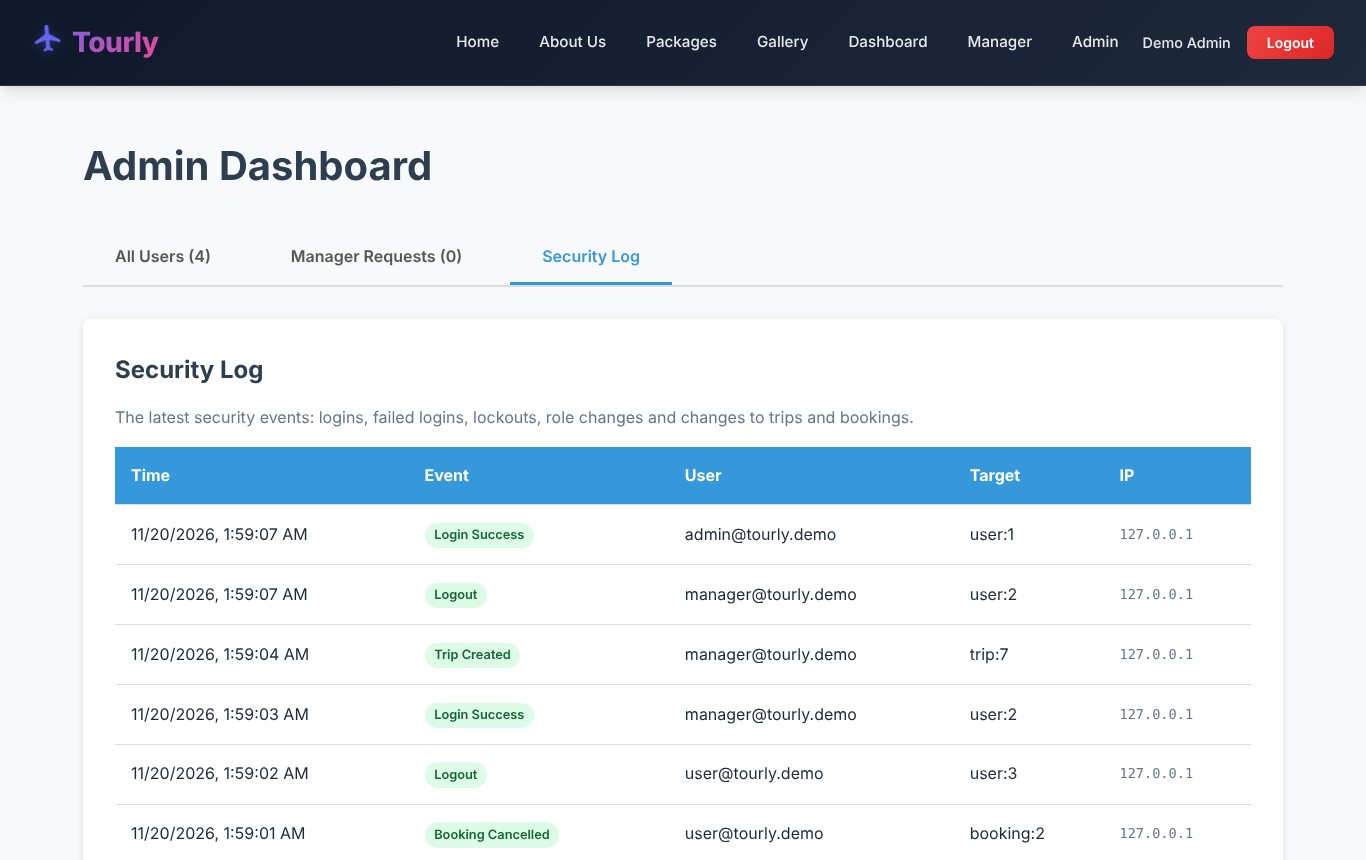 Tourly Home About Us Packages Gallery Dashboard Manager Admin Demo Admin Logout
Admin Dashboard
All Users (4) Manager Requests (0) Security Log
Security Log
The latest security events: logins, failed logins, lockouts, role changes and changes to trips and bookings.
Time Event User Target IP
11/20/2026, 1:59:07 AM Login Success admin@tourly.demo user:1 127.0.0.1
11/20/2026, 1:59:07 AM Logout manager@tourly.demo user:2 127.0.0.1
11/20/2026, 1:59:04 AM Trip Created manager@tourly.demo trip:7 127.0.0.1
11/20/2026, 1:59:03 AM Login Success manager@tourly.demo user:2 127.0.0.1
11/20/2026, 1:59:02 AM Logout user@tourly.demo user:3 127.0.0.1
11/20/2026, 1:59:01 AM Booking Cancelled user@tourly.demo booking:2 127.0.0.1